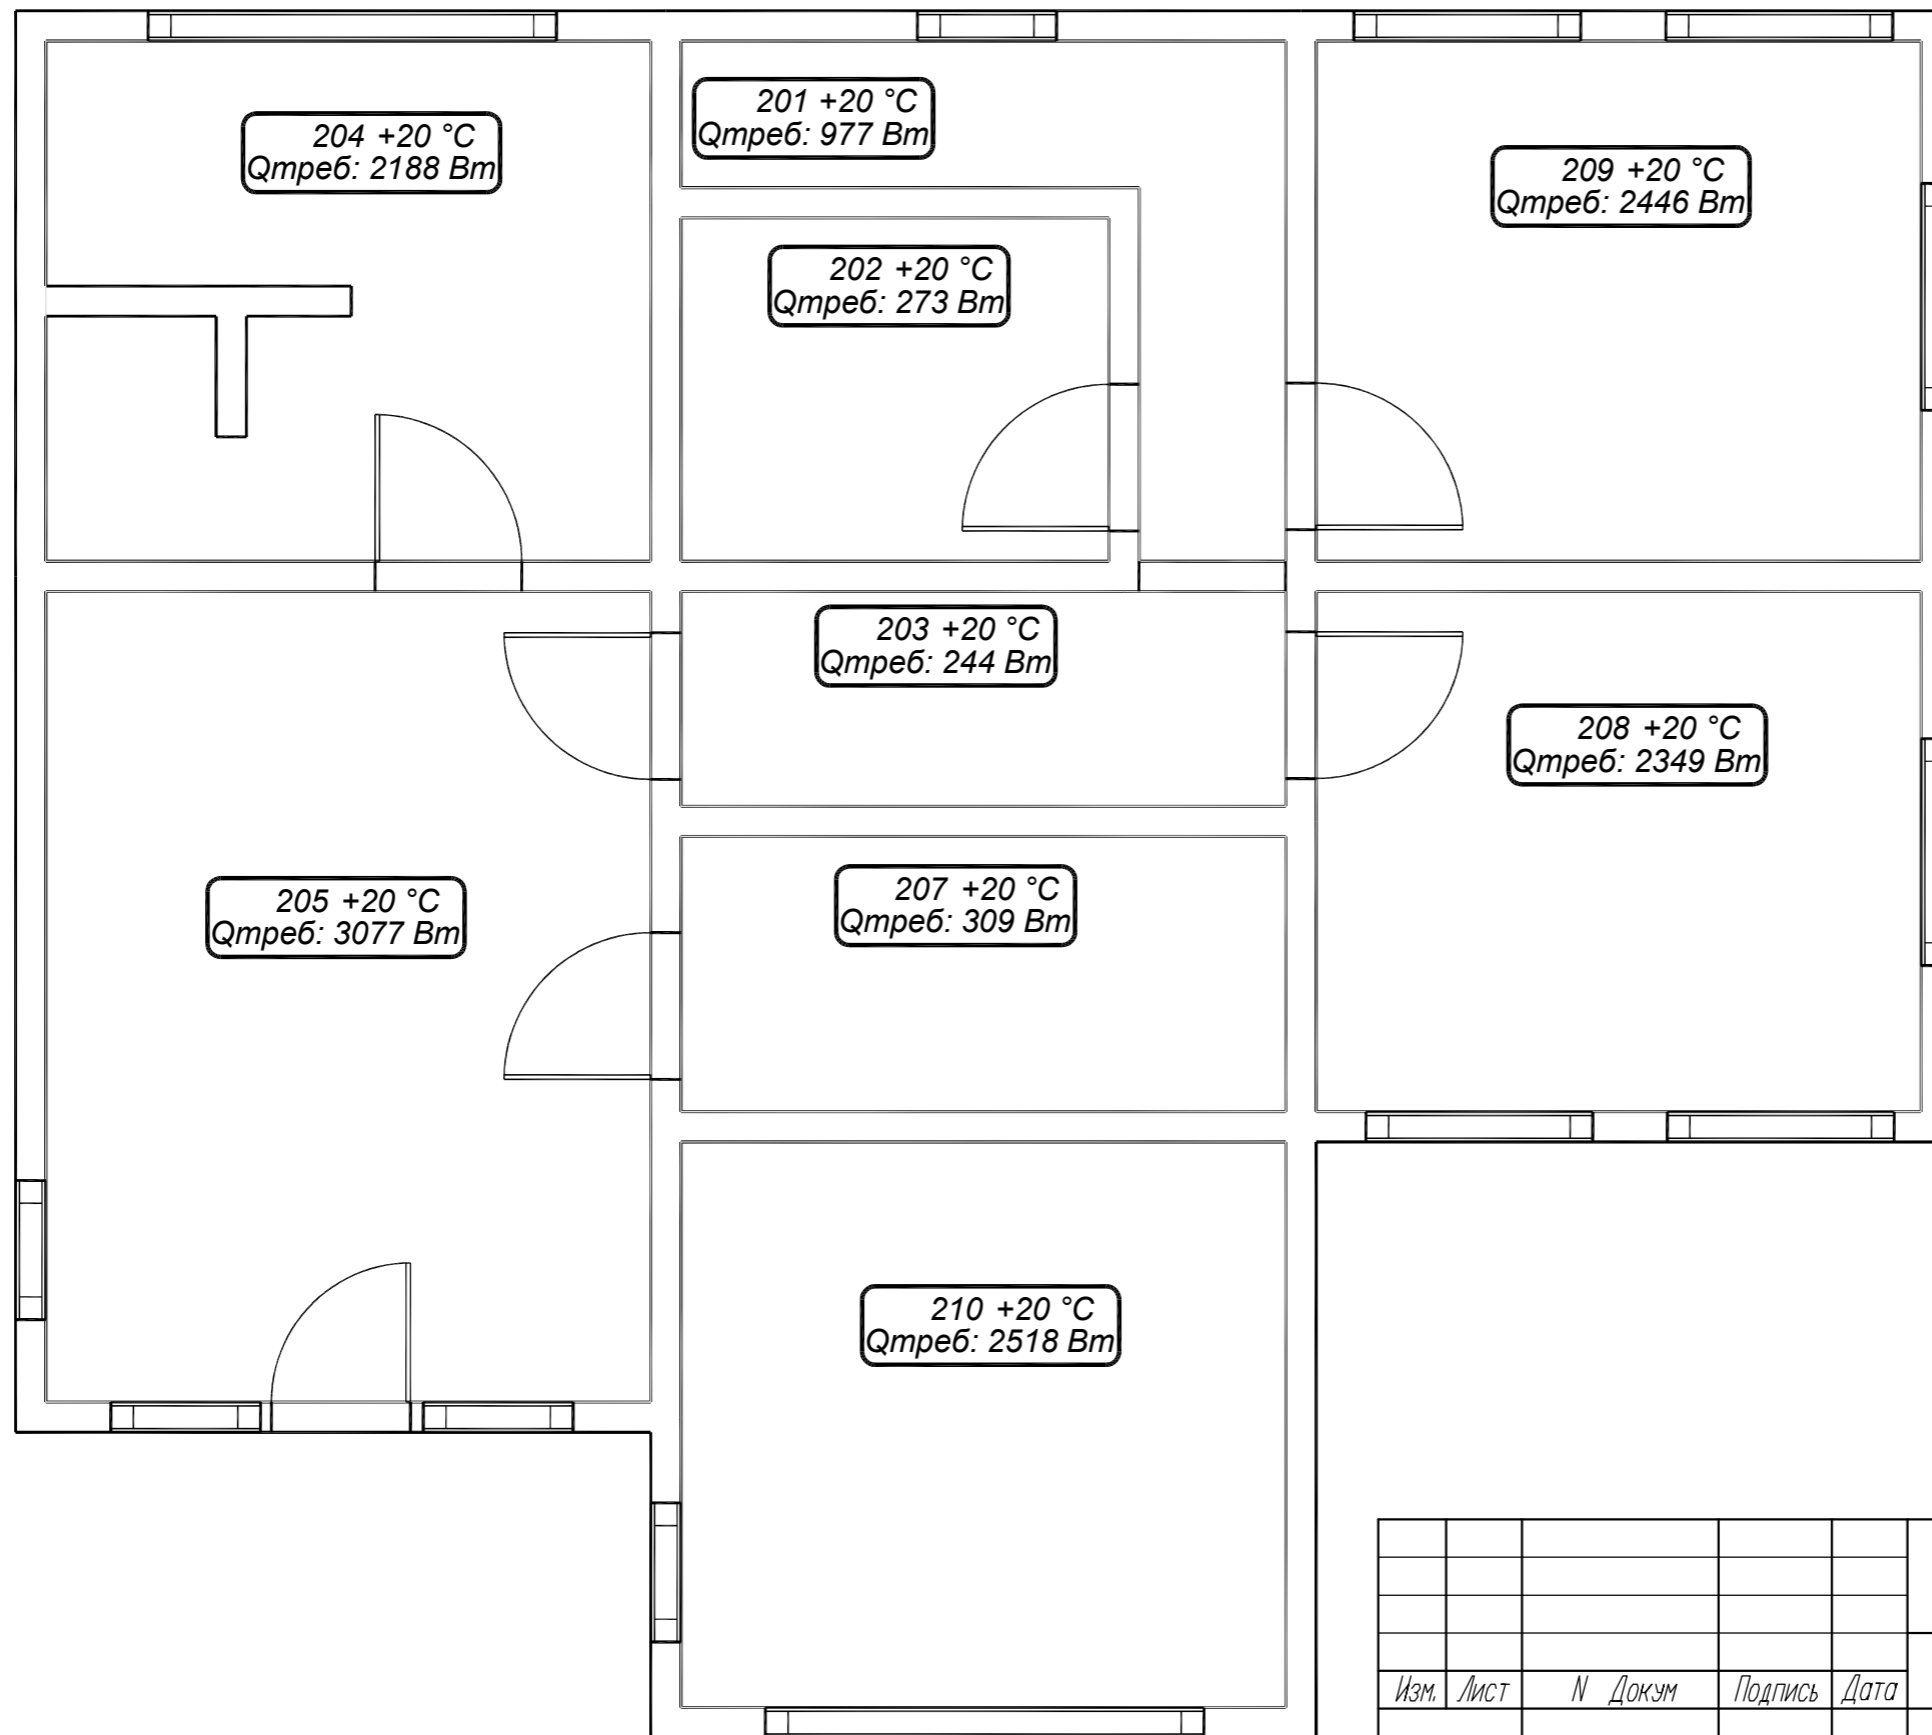 201 +20 °C
Qтреб: 977 Вт
204 +20 °C
Qтреб: 2188 Вт
209 +20 °C
Qтреб: 2446 Вт
202 +20 °C
Qтреб: 273 Вт
203 +20 °C
Qтреб: 244 Вт
208 +20 °C
Qтреб: 2349 Вт
205 +20 °C
Qтреб: 3077 Вт
207 +20 °C
Qтреб: 309 Вт
210 +20 °C
Qтреб: 2518 Вт
Изм. Лист N Докум Подпись Дата